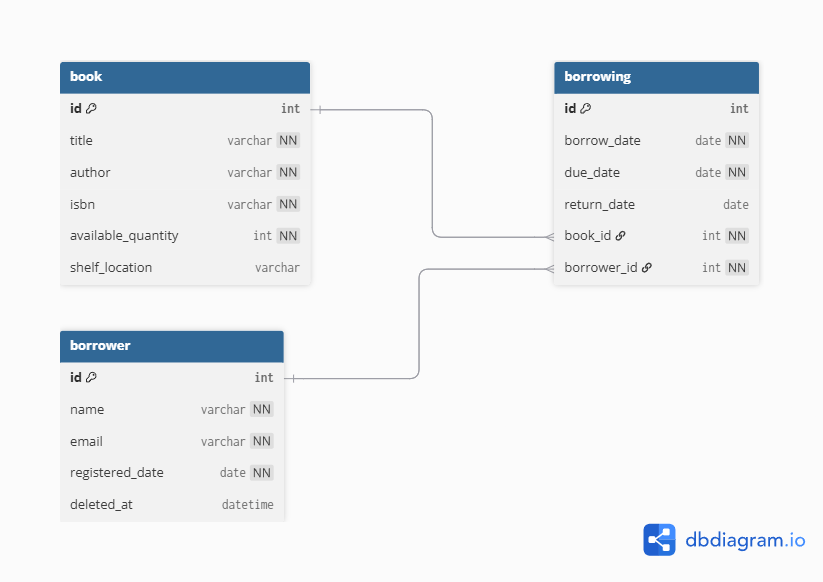 book
id int
title varchar NN
author varchar NN
isbn varchar NN
available_quantity int NN
shelf_location varchar
borrowing
id int
borrow_date date NN
due_date date NN
return_date date
book_id int NN
borrower_id int NN
borrower
id int
name varchar NN
email varchar NN
registered_date date NN
deleted_at datetime
dbdiagram.io